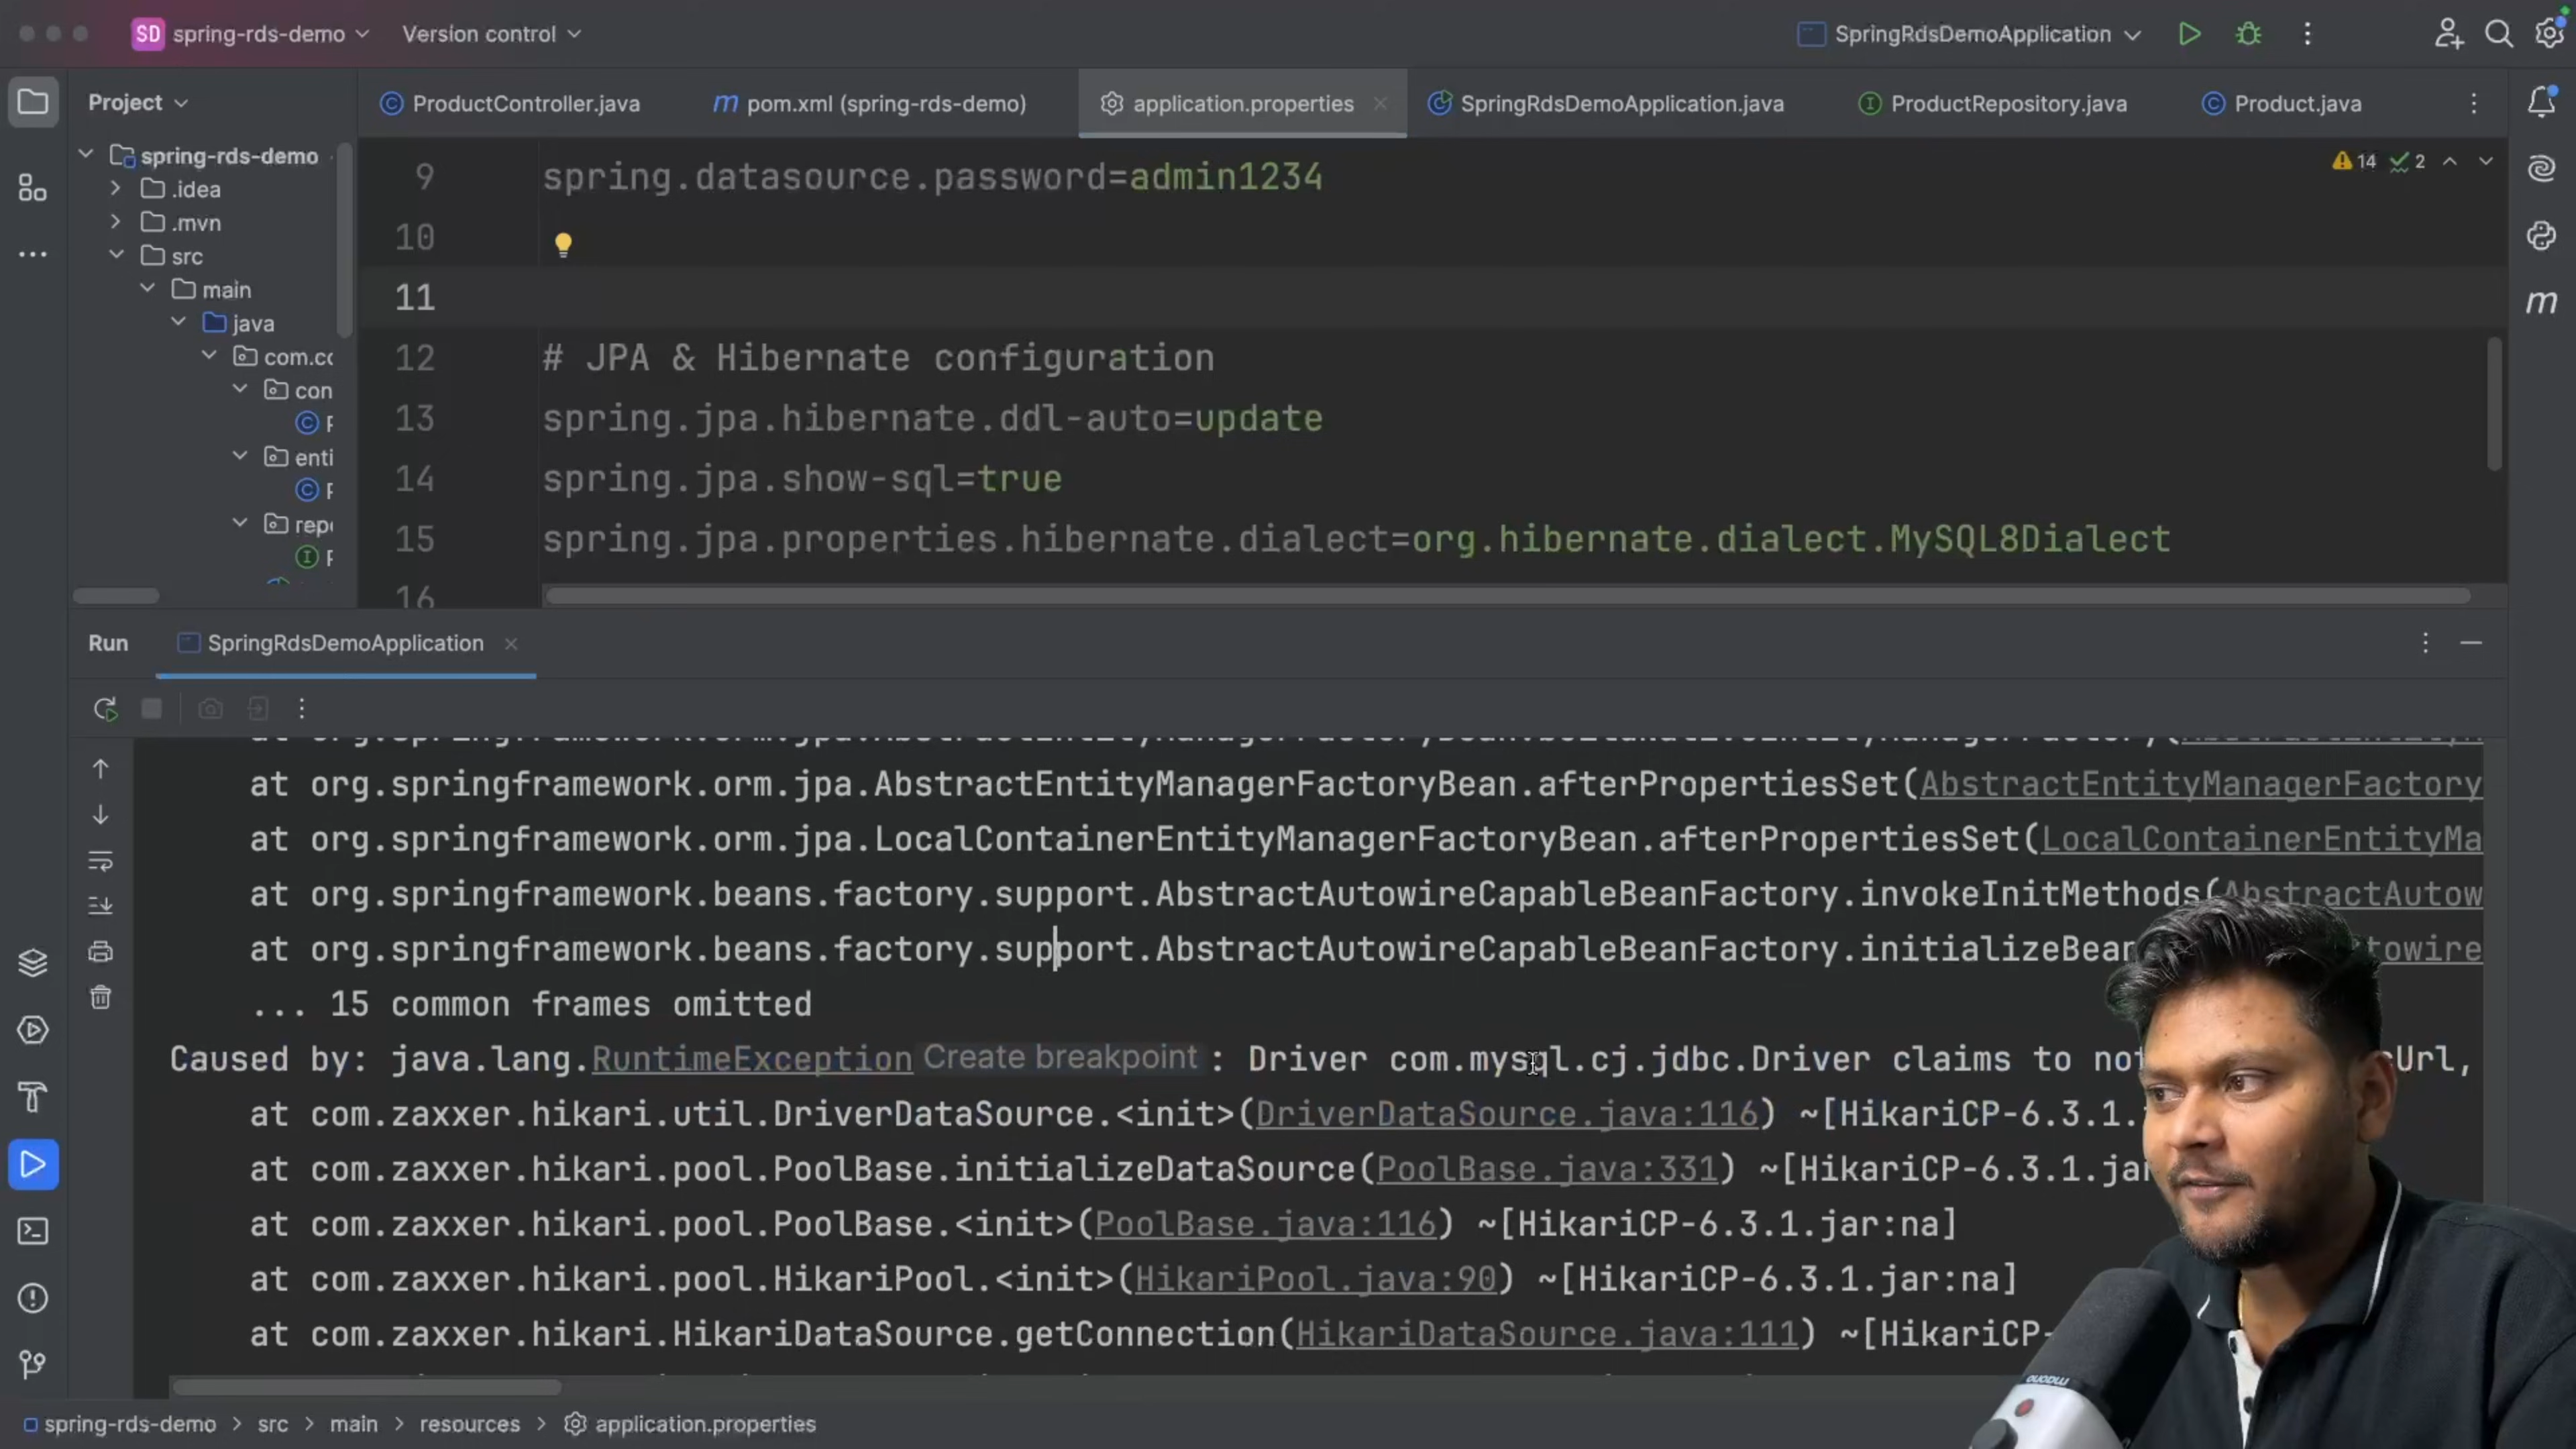 SD spring-rds-demo Version control SpringRdsDemoApplication
Project
ProductController.java
pom.xml (spring-rds-demo)
application.properties
SpringRdsDemoApplication.java
ProductRepository.java
Product.java
spring-rds-demo
.idea
.mvn
src
main
java
com.co
con
enti
repo
14 2
9 spring.datasource.password=admin1234
10
11
12 # JPA & Hibernate configuration
13 spring.jpa.hibernate.ddl-auto=update
14 spring.jpa.show-sql=true
15 spring.jpa.properties.hibernate.dialect=org.hibernate.dialect.MySQL8Dialect
16
Run SpringRdsDemoApplication
at org.springframework.orm.jpa.AbstractEntityManagerFactoryBean.afterPropertiesSet(AbstractEntityManagerFactory
at org.springframework.orm.jpa.LocalContainerEntityManagerFactoryBean.afterPropertiesSet(LocalContainerEntityMa
at org.springframework.beans.factory.support.AbstractAutowireCapableBeanFactory.invokeInitMethods(AbstractAutow
at org.springframework.beans.factory.support.AbstractAutowireCapableBeanFactory.initializeBean utowire
... 15 common frames omitted
Caused by: java.lang.RuntimeException Create breakpoint : Driver com.mysql.cj.jdbc.Driver claims to not Url,
at com.zaxxer.hikari.util.DriverDataSource.<init>(DriverDataSource.java:116) ~[HikariCP-6.3.1.
at com.zaxxer.hikari.pool.PoolBase.initializeDataSource(PoolBase.java:331) ~[HikariCP-6.3.1.jar
at com.zaxxer.hikari.pool.PoolBase.<init>(PoolBase.java:116) ~[HikariCP-6.3.1.jar:na]
at com.zaxxer.hikari.pool.HikariPool.<init>(HikariPool.java:90) ~[HikariCP-6.3.1.jar:na]
at com.zaxxer.hikari.HikariDataSource.getConnection(HikariDataSource.java:111) ~[HikariCP-
maono
spring-rds-demo > src > main > resources > application.properties